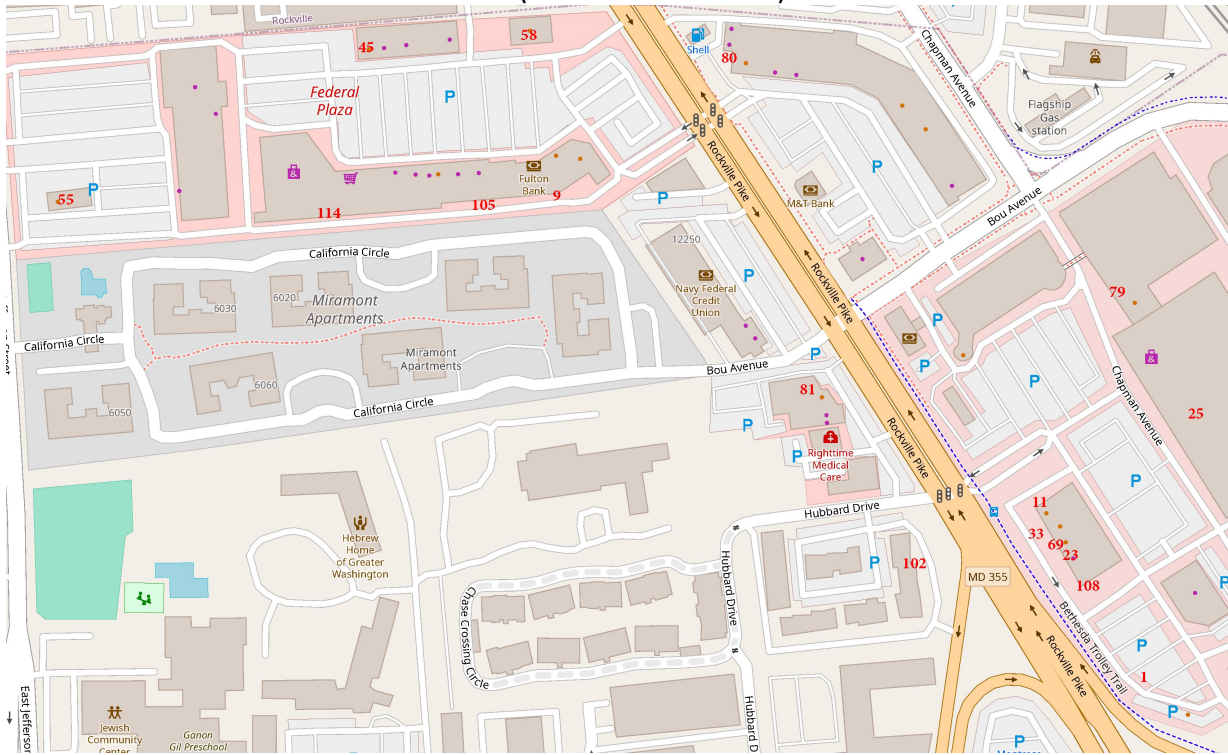 Rockville
45
58
Shell
80
Chapman Avenue
Federal
Plaza
P
Flagship
Gas
station
P
Rockville Pike
Fulton
Bank
M&T Bank
55
P
9
P
105
114
Bou Avenue
California Circle
12250
P
Rockville Pike
Navy Federal
Credit
Union
79
6020
Miramont
Apartments
6030
P
California Circle
P
Miramont
Apartments
P
Bou Avenue
P
Chapman Avenue
6060
81
California Circle
6050
25
P
Rockville Pike
P
Righttime
Medical
Care
P
11
Hubbard Drive
33
Hebrew
Home
of Greater
Washington
69
23
P
102
MD 355
P
108
Hubbard Drive
Chase Crossing Circle
Bethesda Trolley Trail
P
Rockville Pike
1
East Jefferson
Jewish
Community
Center
Ganon
Gil Preschool
Hubbard D
P
P